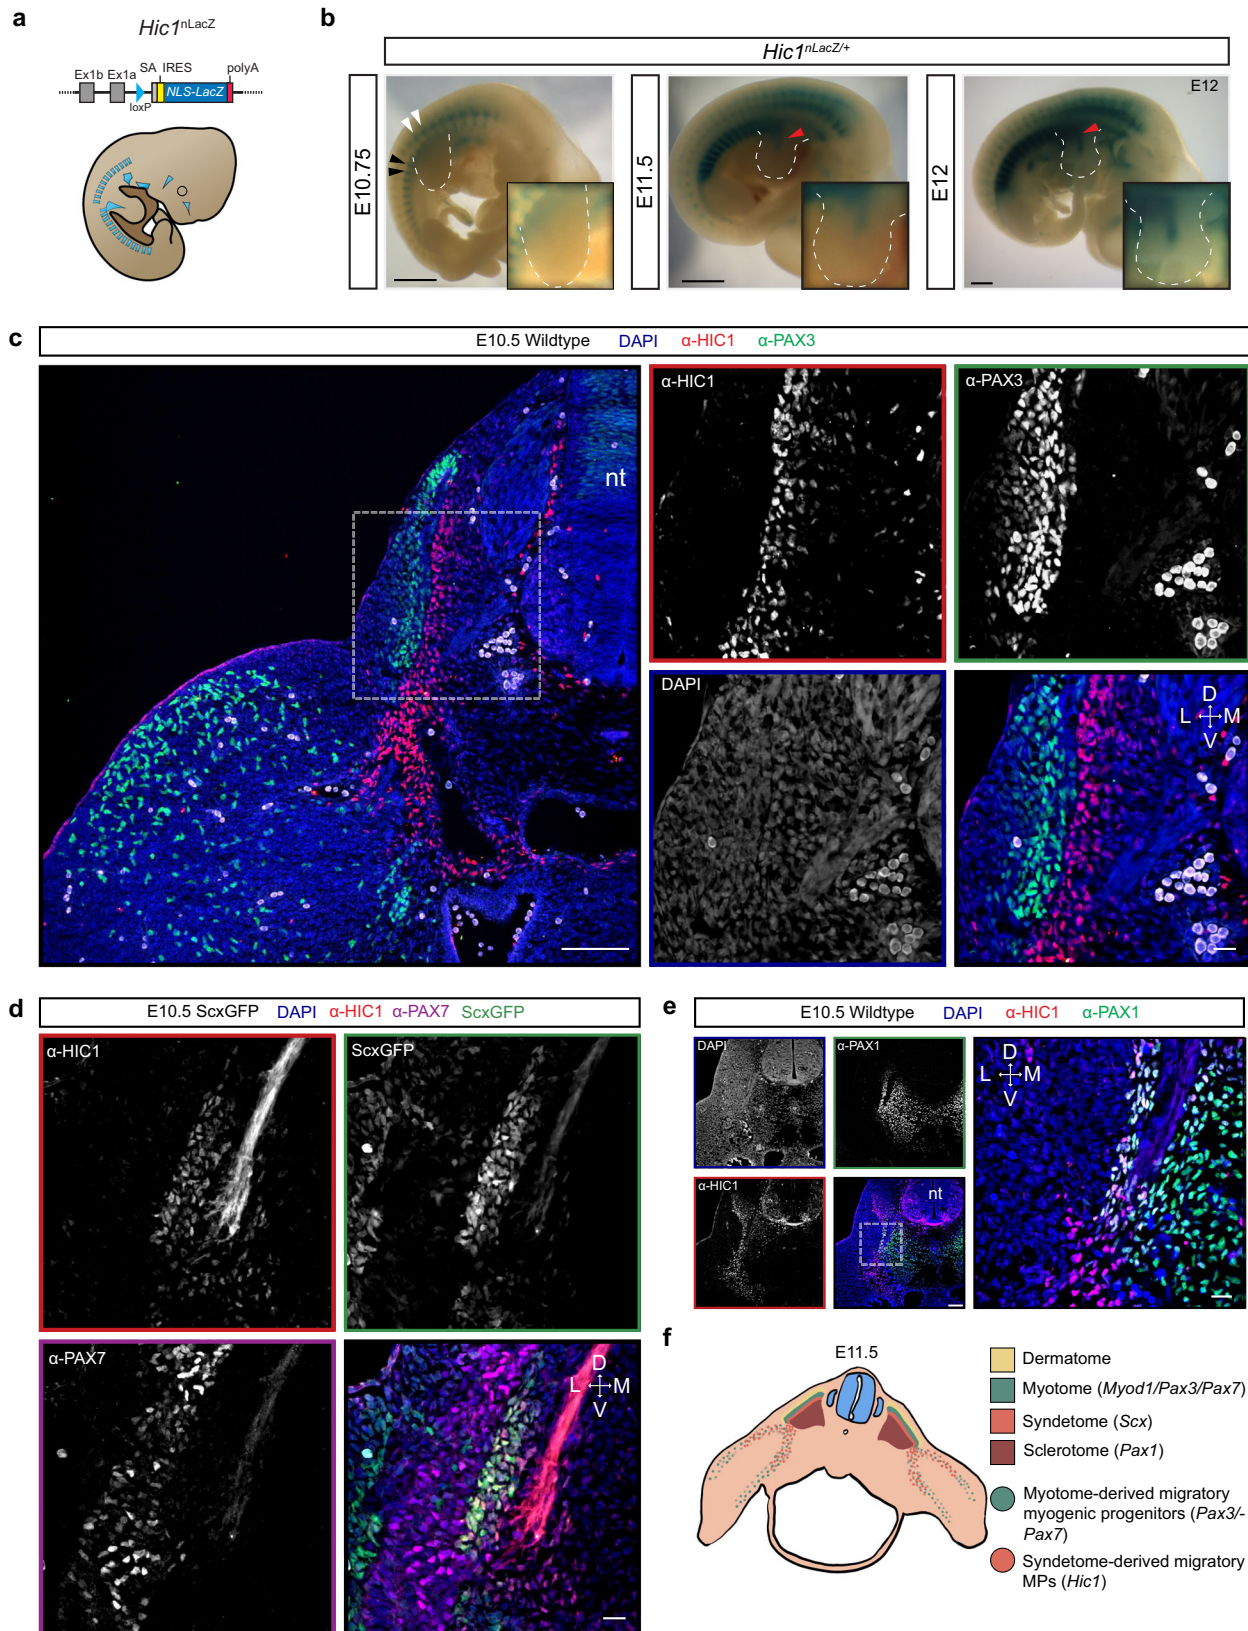 a
Hic1nLacZ
SA IRES
polyA
Ex1b Ex1a
NLS-LacZ
loxP
b
Hic1nLacZ/+
E10.75
E11.5
E12
E12
c
E10.5 Wildtype DAPI α-HIC1 α-PAX3
nt
α-HIC1
α-PAX3
DAPI
D
L M
V
d
E10.5 ScxGFP DAPI α-HIC1 α-PAX7 ScxGFP
α-HIC1
ScxGFP
α-PAX7
D
L M
V
e
E10.5 Wildtype DAPI α-HIC1 α-PAX1
DAPI
α-PAX1
α-HIC1
nt
D
L M
V
f
E11.5
Dermatome
Myotome (Myod1/Pax3/Pax7)
Syndetome (Scx)
Sclerotome (Pax1)
Myotome-derived migratory
myogenic progenitors (Pax3/-
Pax7)
Syndetome-derived migratory
MPs (Hic1)